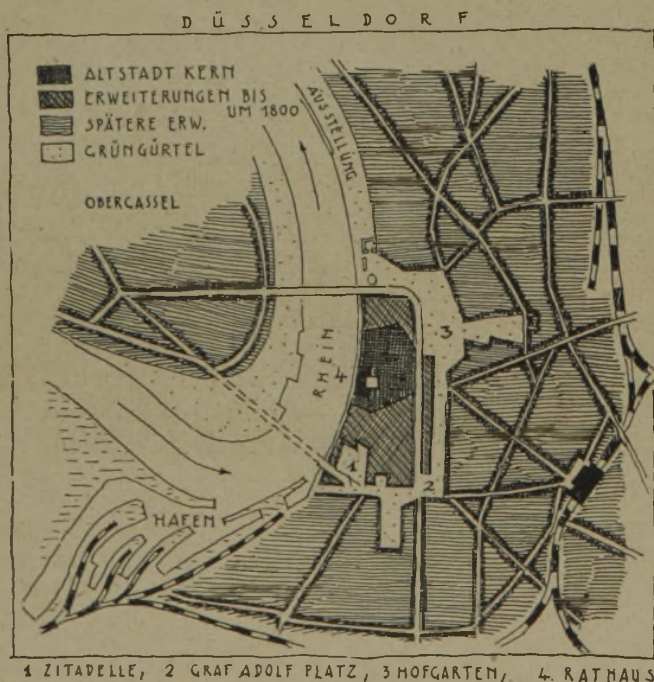 DÜSSELDORF
ALTSTADT KERN
ERWEITERUNGEN BIS
UM 1800
SPÄTERE ERW.
GRÜNGÜRTEL
AUSSTELLUNG
OBERCASSEL
3
RHEIN
4
1
2
HAFEN
1 ZITADELLE, 2 GRAF ADOLF PLATZ, 3 HOFGARTEN, 4. RATHAUS